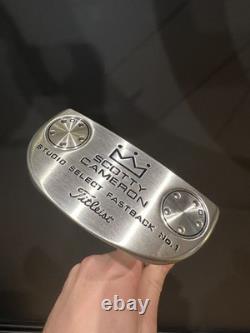 SCOTTY
CAMERON
STUDIO SELECT FASTBACK No.1
Titleist